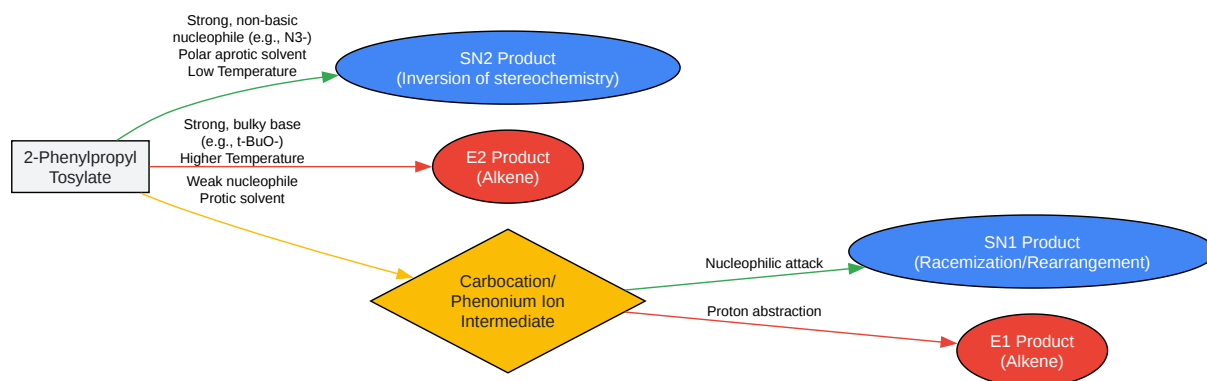 Strong, non-basic
nucleophile (e.g., N3-)
Polar aprotic solvent
Low Temperature
SN2 Product
(Inversion of stereochemistry)
Strong, bulky base
(e.g., t-BuO-)
Higher Temperature
2-Phenylpropyl
Tosylate
E2 Product
(Alkene)
Weak nucleophile
Protic solvent
Carbocation/
Phenonium Ion
Intermediate
Nucleophilic attack
SN1 Product
(Racemization/Rearrangement)
Proton abstraction
E1 Product
(Alkene)